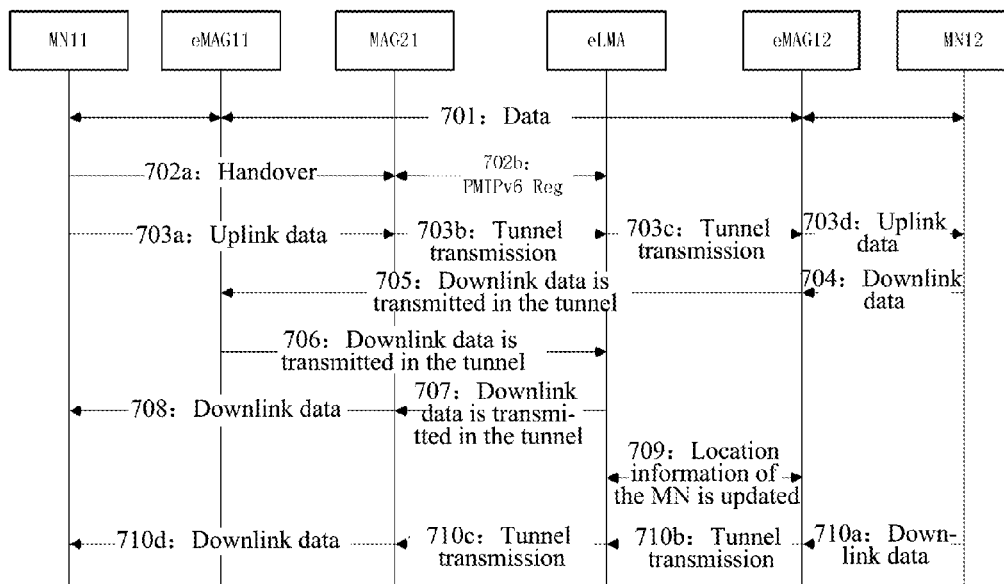 MN11
eMAG11
MAG21
eLMA
eMAG12
MN12
701: Data
702a: Handover
702b:
PMIPv6 Reg
703a: Uplink data
703b: Tunnel
transmission
703c: Tunnel
transmission
703d: Uplink
data
705: Downlink data is
transmitted in the tunnel
704: Downlink
data
706: Downlink data is
transmitted in the tunnel
708: Downlink data
707: Downlink
data is transmi-
tted in the tunnel
709: Location
information of
the MN is updated
710d: Downlink data
710c: Tunnel
transmission
710b: Tunnel
transmission
710a: Down-
link data